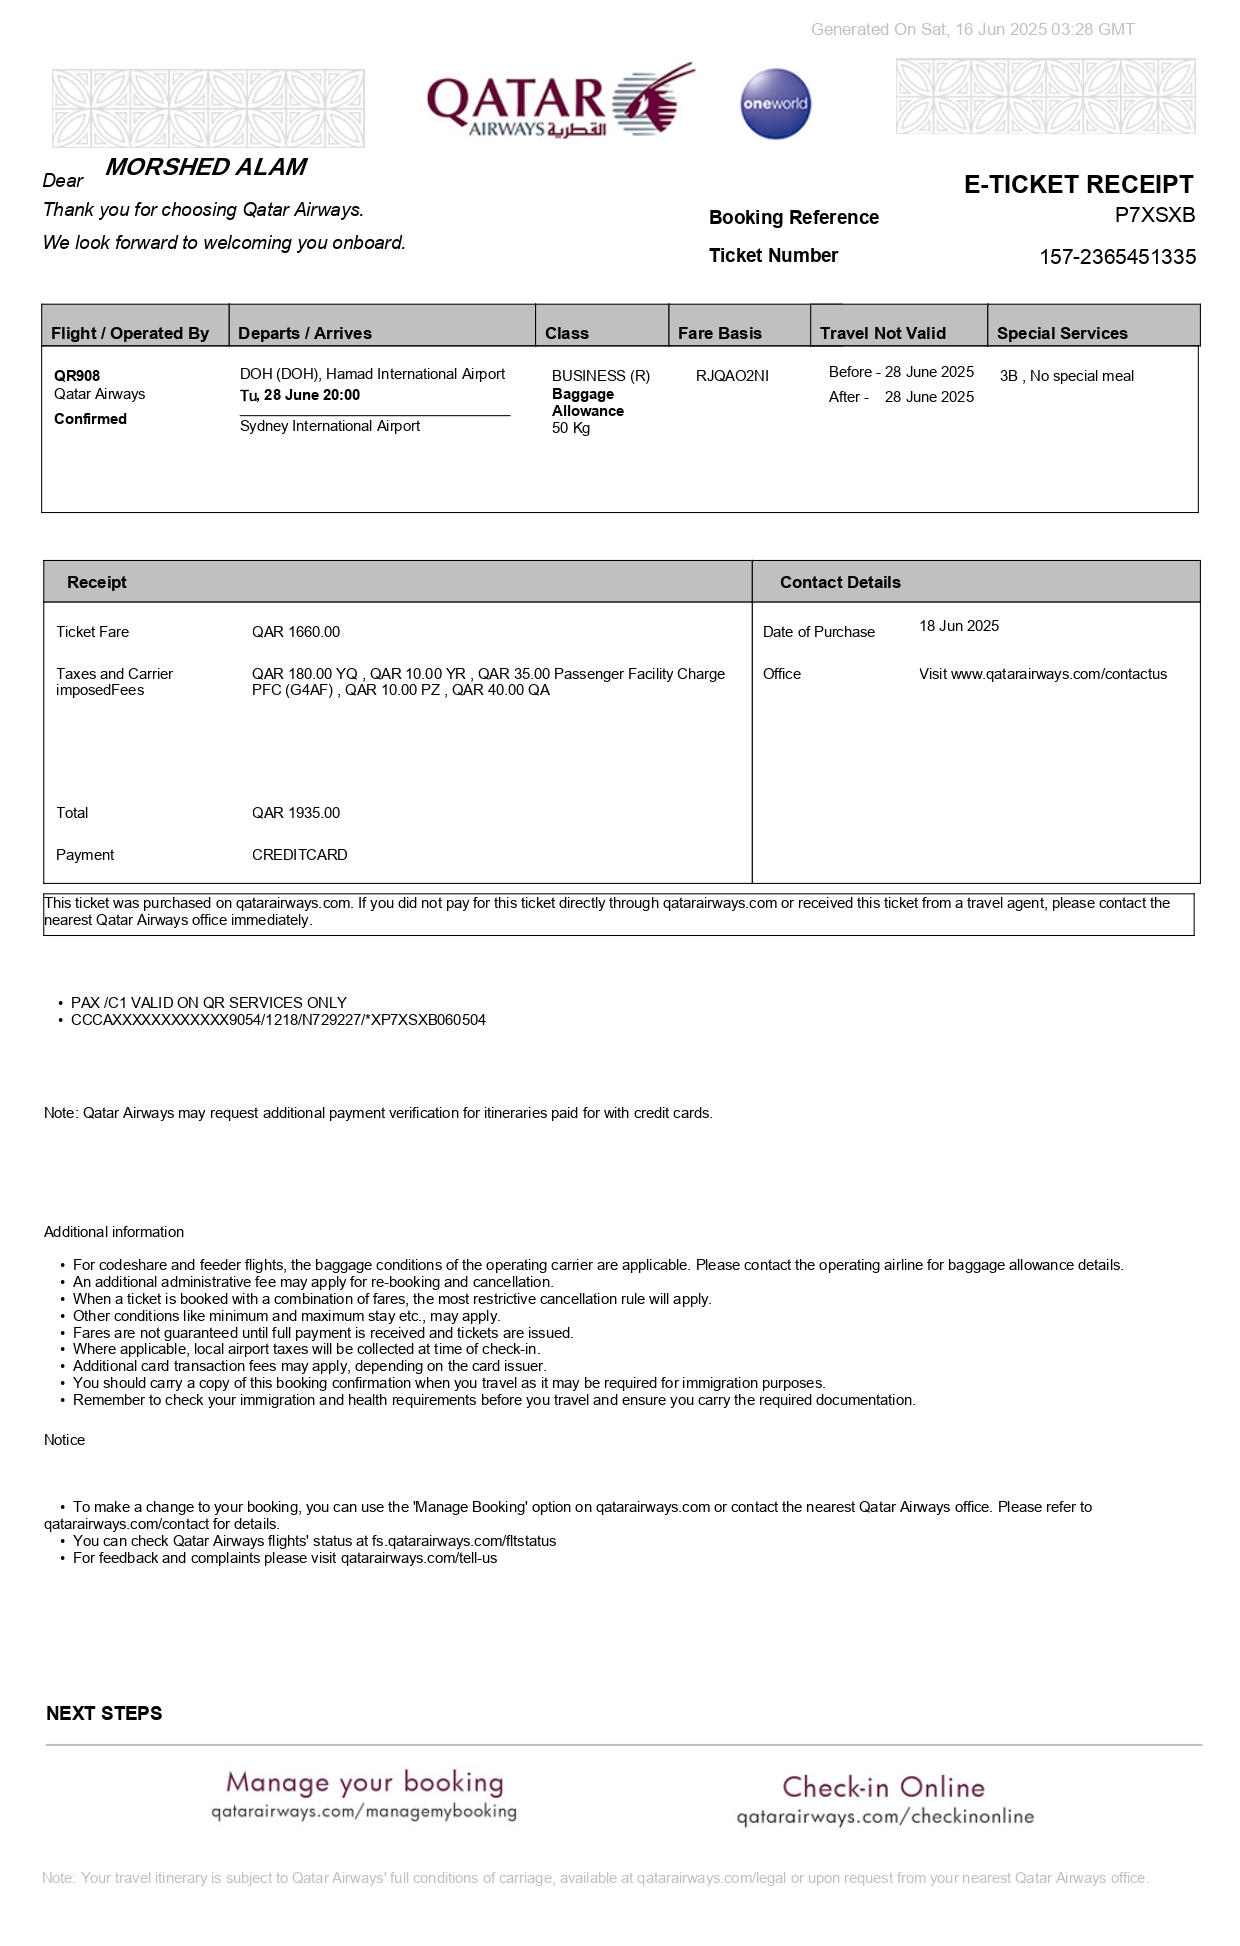 Generated On Sat, 16 Jun 2025 03:28 GMT
QATAR
AIRWAYS القطرية
oneworld
MORSHED ALAM
Dear
Thank you for choosing Qatar Airways.
We look forward to welcoming you onboard.
E-TICKET RECEIPT
Booking Reference P7XSXB
Ticket Number 157-2365451335
Flight / Operated By Departs / Arrives Class Fare Basis Travel Not Valid Special Services
QR908 DOH (DOH), Hamad International Airport BUSINESS (R) RJQAO2NI Before - 28 June 2025 3B , No special meal
Qatar Airways Tu, 28 June 20:00 Baggage After - 28 June 2025
Confirmed Allowance
Sydney International Airport 50 Kg
Receipt Contact Details
Ticket Fare QAR 1660.00 Date of Purchase 18 Jun 2025
Taxes and Carrier QAR 180.00 YQ , QAR 10.00 YR , QAR 35.00 Passenger Facility Charge Office Visit www.qatarairways.com/contactus
imposedFees PFC (G4AF) , QAR 10.00 PZ , QAR 40.00 QA
Total QAR 1935.00
Payment CREDITCARD
This ticket was purchased on qatarairways.com. If you did not pay for this ticket directly through qatarairways.com or received this ticket from a travel agent, please contact the
nearest Qatar Airways office immediately.
• PAX /C1 VALID ON QR SERVICES ONLY
• CCCAXXXXXXXXXXXX9054/1218/N729227/*XP7XSXB060504
Note: Qatar Airways may request additional payment verification for itineraries paid for with credit cards.
Additional information
• For codeshare and feeder flights, the baggage conditions of the operating carrier are applicable. Please contact the operating airline for baggage allowance details.
• An additional administrative fee may apply for re-booking and cancellation.
• When a ticket is booked with a combination of fares, the most restrictive cancellation rule will apply.
• Other conditions like minimum and maximum stay etc., may apply.
• Fares are not guaranteed until full payment is received and tickets are issued.
• Where applicable, local airport taxes will be collected at time of check-in.
• Additional card transaction fees may apply, depending on the card issuer.
• You should carry a copy of this booking confirmation when you travel as it may be required for immigration purposes.
• Remember to check your immigration and health requirements before you travel and ensure you carry the required documentation.
Notice
• To make a change to your booking, you can use the 'Manage Booking' option on qatarairways.com or contact the nearest Qatar Airways office. Please refer to
qatarairways.com/contact for details.
• You can check Qatar Airways flights' status at fs.qatarairways.com/fltstatus
• For feedback and complaints please visit qatarairways.com/tell-us
NEXT STEPS
Manage your booking
qatarairways.com/managemybooking
Check-in Online
qatarairways.com/checkinonline
Note: Your travel itinerary is subject to Qatar Airways' full conditions of carriage, available at qatarairways.com/legal or upon request from your nearest Qatar Airways office.